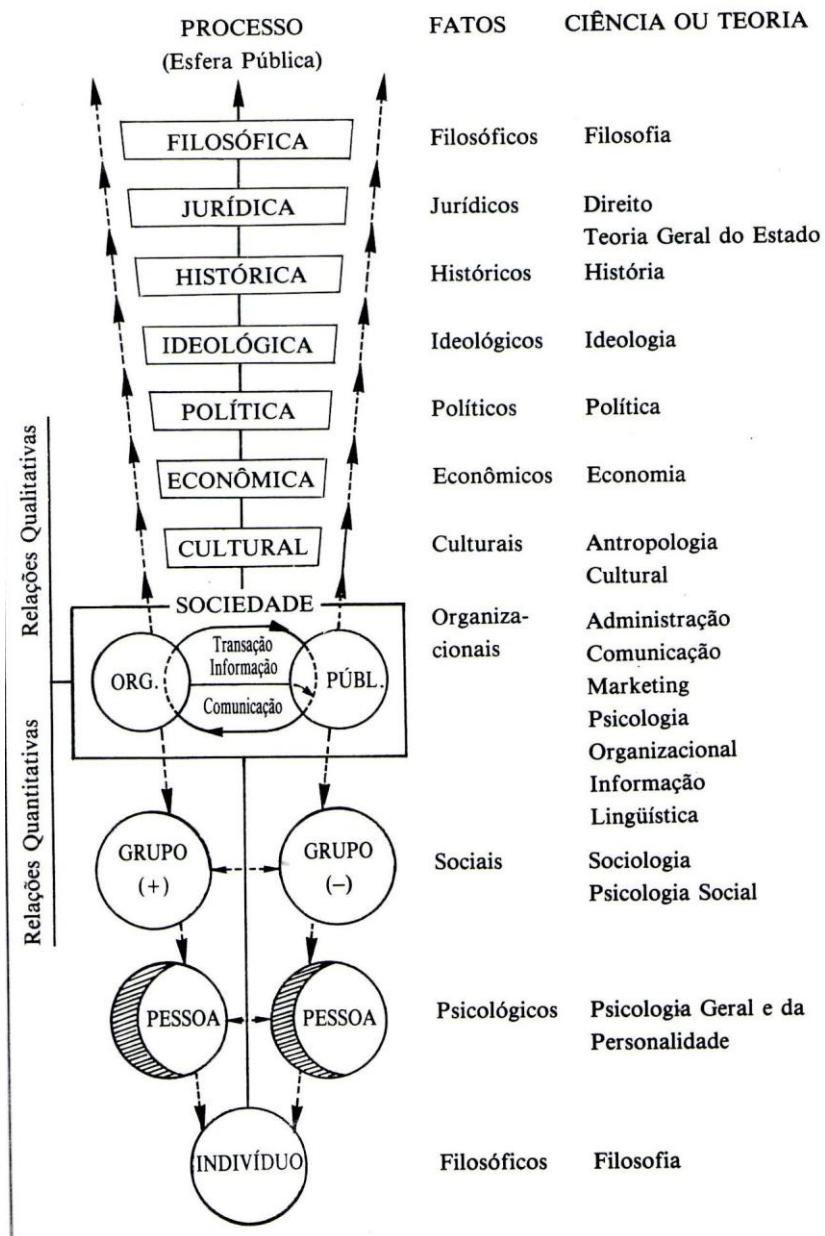 PROCESSO
(Esfera Pública)
FATOS
CIÊNCIA OU TEORIA
FILOSÓFICA
Filosóficos
Filosofia
JURÍDICA
Jurídicos
Direito
Teoria Geral do Estado
HISTÓRICA
Históricos
História
IDEOLÓGICA
Ideológicos
Ideologia
POLÍTICA
Políticos
Política
ECONÔMICA
Econômicos
Economia
CULTURAL
Culturais
Antropologia
Cultural
Relações Qualitativas
SOCIEDADE
ORG.
Transação
Informação
Comunicação
PÚBL.
Organiza-
cionais
Administração
Comunicação
Marketing
Psicologia
Organizacional
Informação
Lingüística
Relações Quantitativas
GRUPO
(+)
GRUPO
(–)
Sociais
Sociologia
Psicologia Social
PESSOA
PESSOA
Psicológicos
Psicologia Geral e da
Personalidade
INDIVÍDUO
Filosóficos
Filosofia